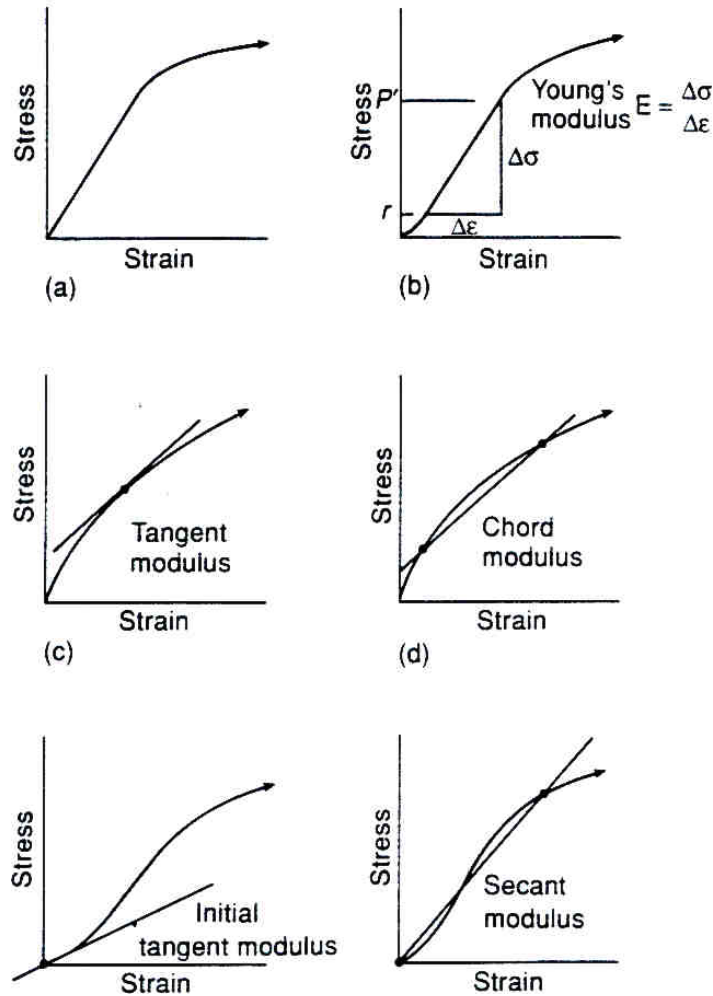 Stress
Strain
(a)
Stress
P'
r
Young's
modulus E = Δσ
Δε
Δσ
Δε
Strain
(b)
Stress
Tangent
modulus
Strain
(c)
Stress
Chord
modulus
Strain
(d)
Stress
Initial
tangent modulus
Strain
Stress
Secant
modulus
Strain